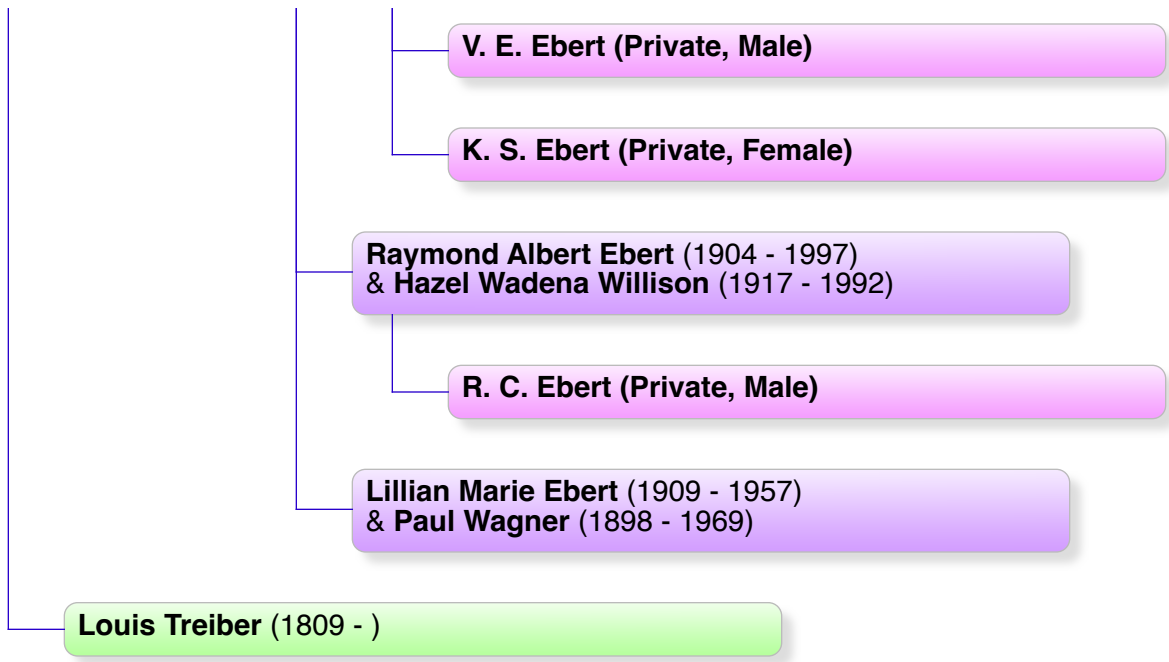 V. E. Ebert (Private, Male)
K. S. Ebert (Private, Female)
Raymond Albert Ebert (1904 - 1997)
& Hazel Wadena Willison (1917 - 1992)
R. C. Ebert (Private, Male)
Lillian Marie Ebert (1909 - 1957)
& Paul Wagner (1898 - 1969)
Louis Treiber (1809 - )